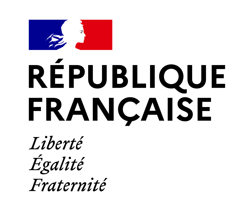 RÉPUBLIQUE
FRANÇAISE
Liberté
Égalité
Fraternité